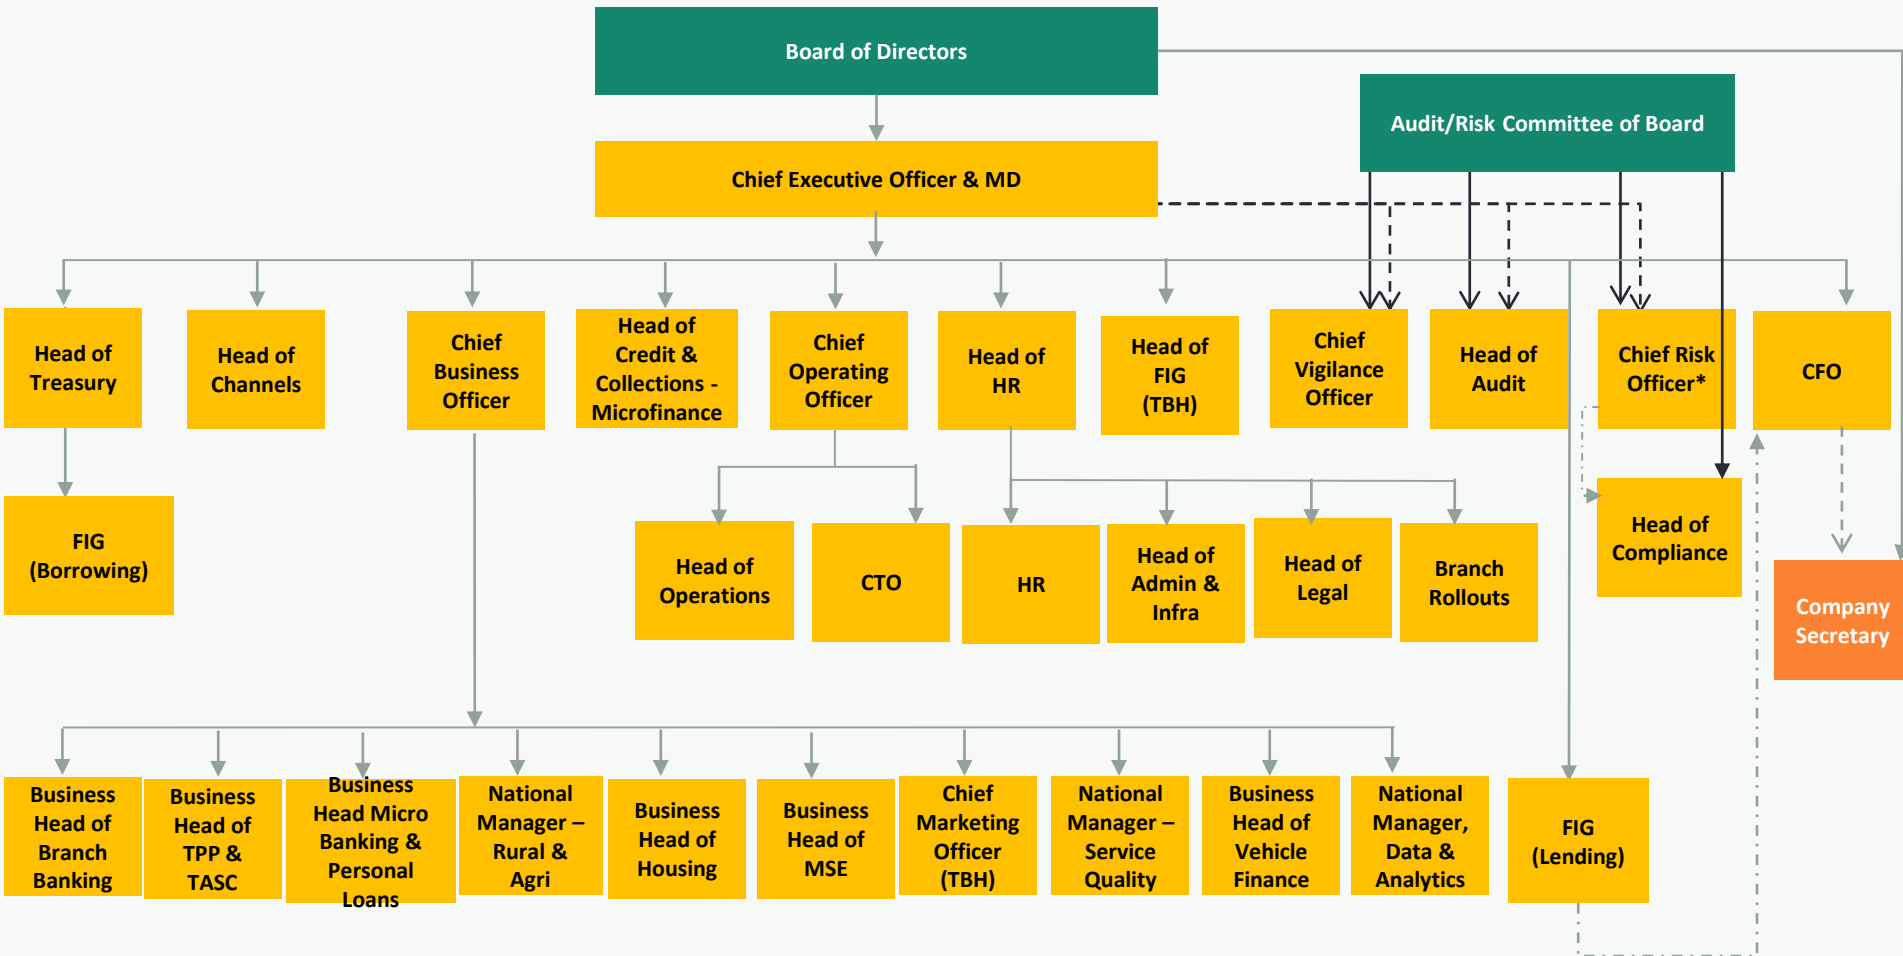 Board of Directors
Audit/Risk Committee of Board
Chief Executive Officer & MD
Head of
Treasury
Head of
Channels
Chief
Business
Officer
Head of
Credit &
Collections -
Microfinance
Chief
Operating
Officer
Head of
HR
Head of
FIG
(TBH)
Chief
Vigilance
Officer
Head of
Audit
Chief Risk
Officer*
CFO
FIG
(Borrowing)
Head of
Operations
CTO
HR
Head of
Admin &
Infra
Head of
Legal
Branch
Rollouts
Head of
Compliance
Company
Secretary
Business
Head of
Branch
Banking
Business
Head of
TPP &
TASC
Business
Head Micro
Banking &
Personal
Loans
National
Manager –
Rural &
Agri
Business
Head of
Housing
Business
Head of
MSE
Chief
Marketing
Officer
(TBH)
National
Manager –
Service
Quality
Business
Head of
Vehicle
Finance
National
Manager,
Data &
Analytics
FIG
(Lending)